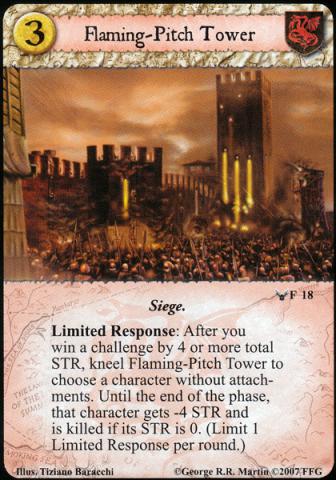 3
Flaming-Pitch Tower
Siege.
F 18
Limited Response: After you
win a challenge by 4 or more total
STR, kneel Flaming-Pitch Tower to
choose a character without attach-
ments. Until the end of the phase,
that character gets -4 STR and
is killed if its STR is 0. (Limit 1
Limited Response per round.)
Illus. Tiziano Baracchi ©George R.R. Martin ©2007 FFG